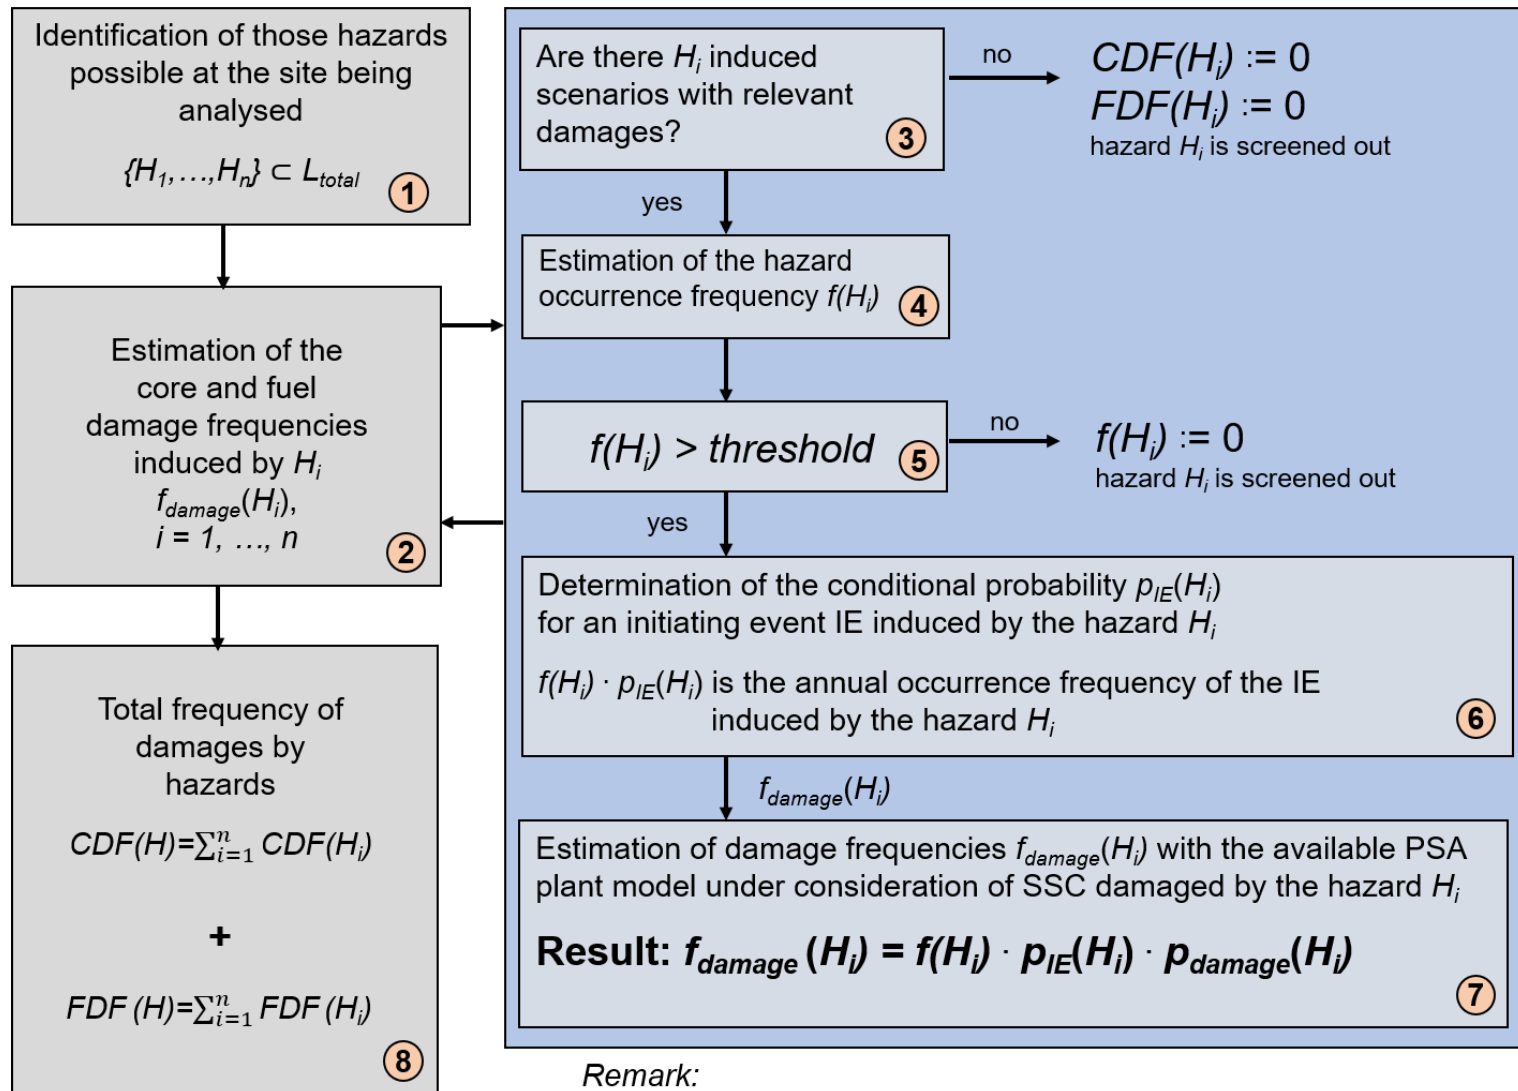 Identification of those hazards
possible at the site being
analysed
{H1,…,Hn} ⊂ Ltotal
1
Estimation of the
core and fuel
damage frequencies
induced by Hi
fdamage(Hi),
i = 1, …, n
2
Total frequency of
damages by
hazards
CDF(H)=∑ⁿᵢ₌₁ CDF(Hi)
+
FDF (H)=∑ⁿᵢ₌₁ FDF (Hi)
8
Are there Hi induced
scenarios with relevant
damages?
3
no
CDF(Hi) := 0
FDF(Hi) := 0
hazard Hi is screened out
yes
Estimation of the hazard
occurrence frequency f(Hi)
4
f(Hi) > threshold
5
no
f(Hi) := 0
hazard Hi is screened out
yes
Determination of the conditional probability pIE(Hi)
for an initiating event IE induced by the hazard Hi
f(Hi) · pIE(Hi) is the annual occurrence frequency of the IE
induced by the hazard Hi
6
fdamage(Hi)
Estimation of damage frequencies fdamage(Hi) with the available PSA
plant model under consideration of SSC damaged by the hazard Hi
Result: fdamage (Hi) = f(Hi) · pIE(Hi) · pdamage(Hi)
7
Remark: